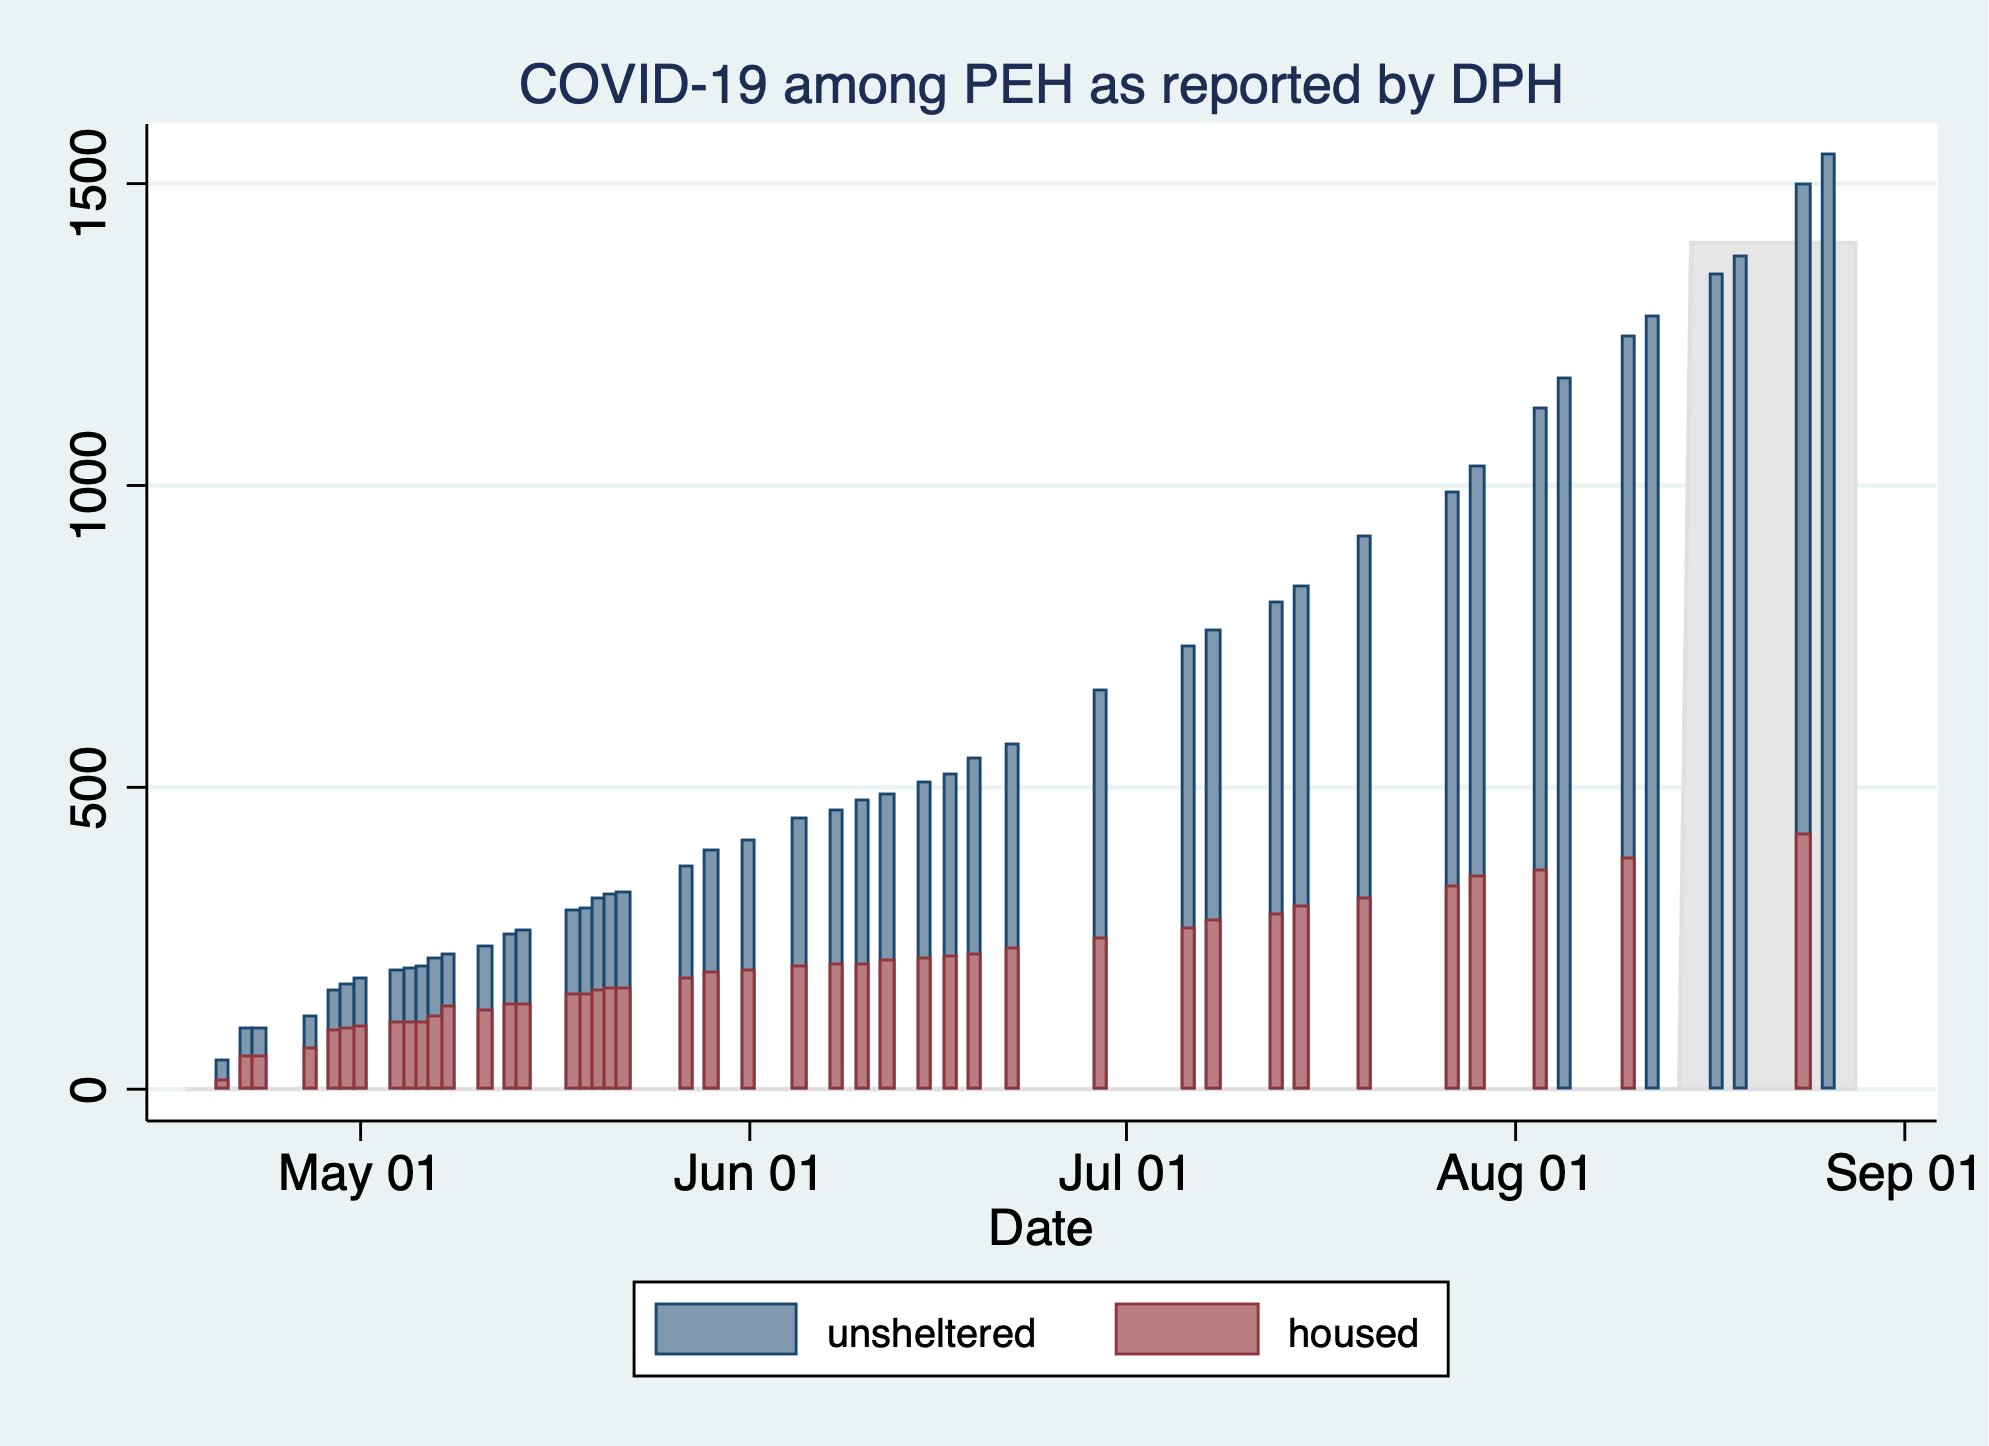 COVID-19 among PEH as reported by DPH
1500
1000
500
0
May 01 Jun 01 Jul 01 Aug 01 Sep 01
Date
unsheltered housed